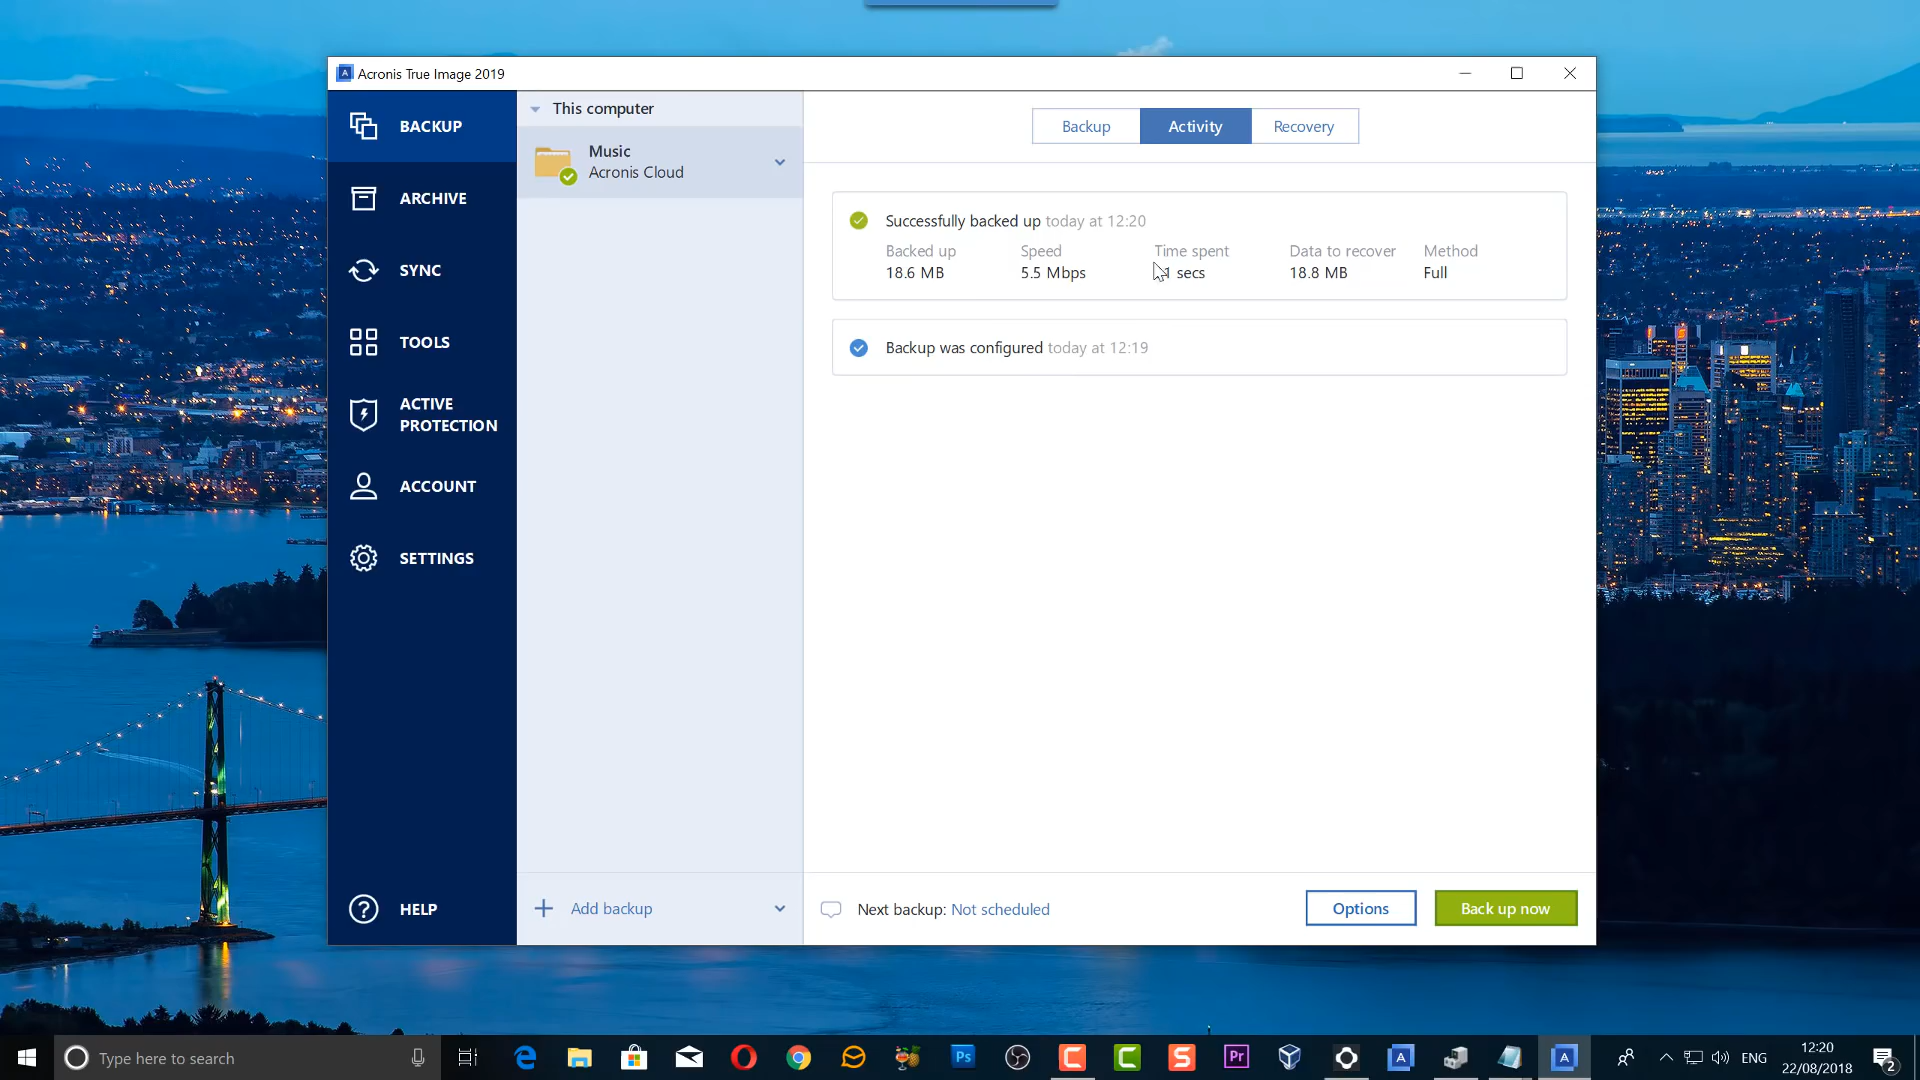 Acronis True Image 2019
BACKUP
ARCHIVE
SYNC
TOOLS
ACTIVE
PROTECTION
ACCOUNT
SETTINGS
HELP
This computer
Music
Acronis Cloud
Add backup
Backup
Activity
Recovery
Successfully backed up today at 12:20
Backed up Speed Time spent Data to recover Method
18.6 MB 5.5 Mbps secs 18.8 MB Full
Backup was configured today at 12:19
Next backup: Not scheduled
Options
Back up now
Type here to search
Ps
Pr
ENG
12:20
22/08/2018
2